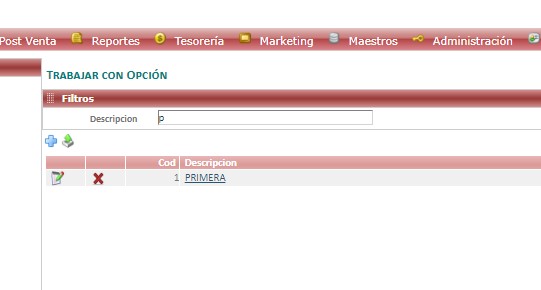 Post Venta Reportes Tesorería Marketing Maestros Administración
TRABAJAR CON OPCIÓN
Filtros
Descripcion p
Cod Descripcion
1 PRIMERA